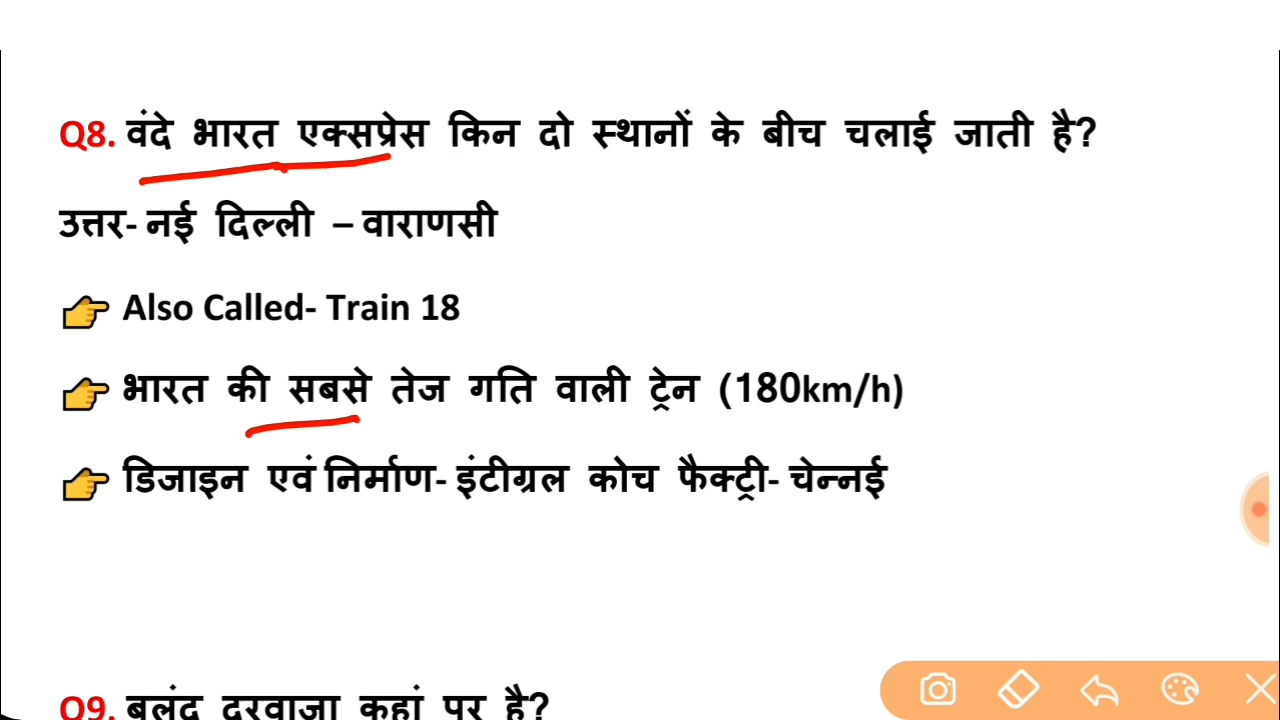 Q8. वंदे भारत एक्सप्रेस किन दो स्थानों के बीच चलाई जाती है?
उत्तर- नई दिल्ली – वाराणसी
👉 Also Called- Train 18
👉 भारत की सबसे तेज गति वाली ट्रेन (180km/h)
👉 डिजाइन एवं निर्माण- इंटीग्रल कोच फैक्ट्री- चेन्नई
Q9. बुलंद दरवाजा कहां पर है?